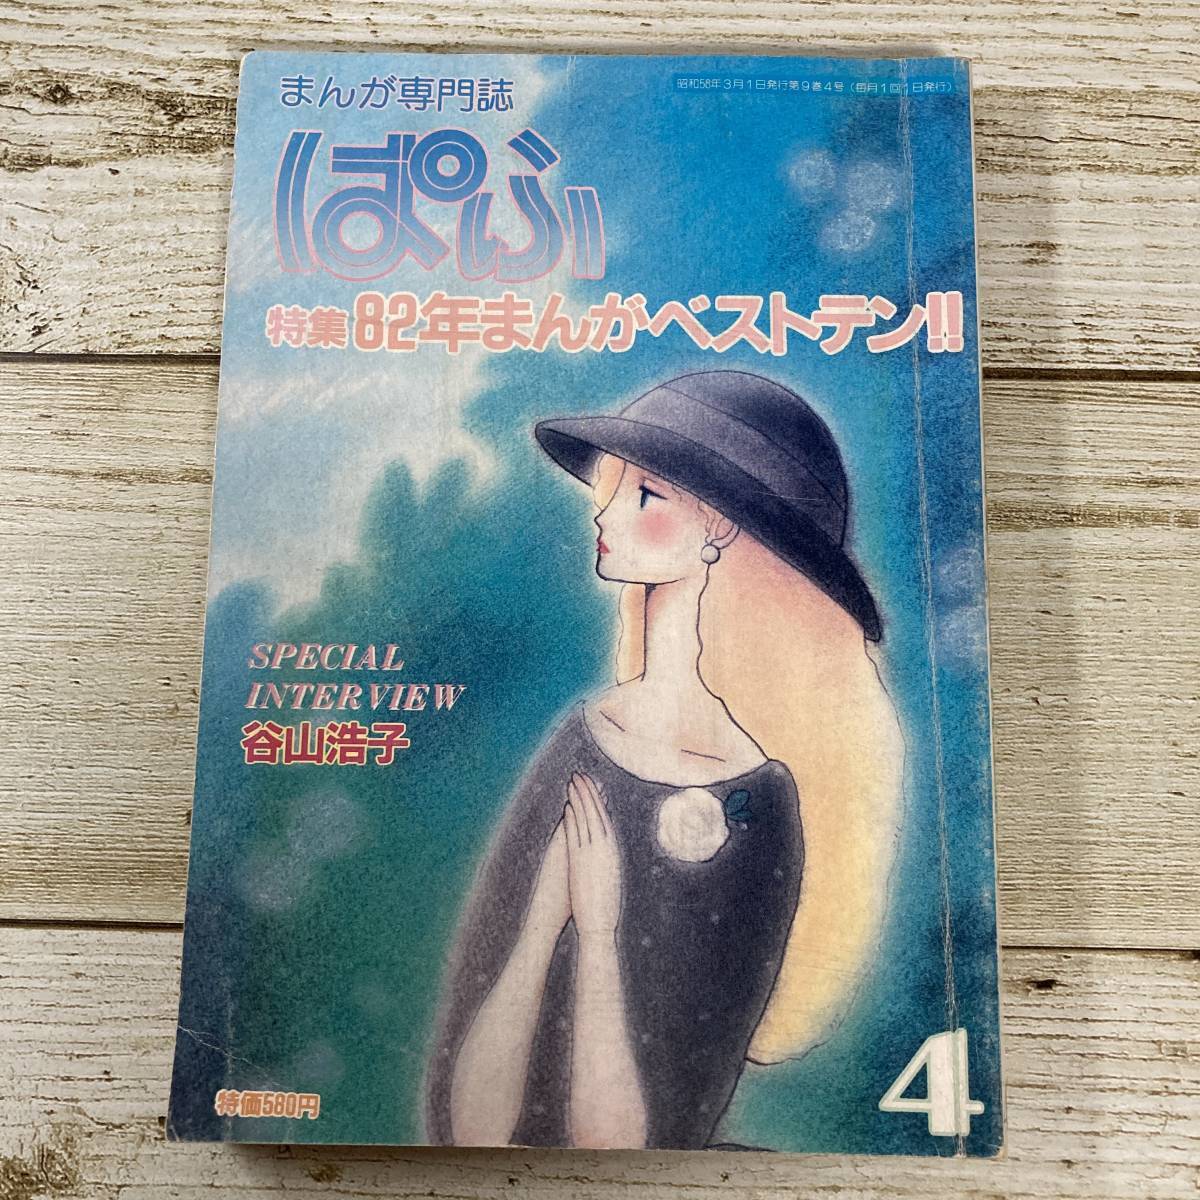 昭和58年3月1日発行第9巻4号(毎月1回1日発行)
まんが専門誌
ぱふ
特集 82年まんがベストテン!!
SPECIAL
INTERVIEW
谷山浩子
特価580円
4